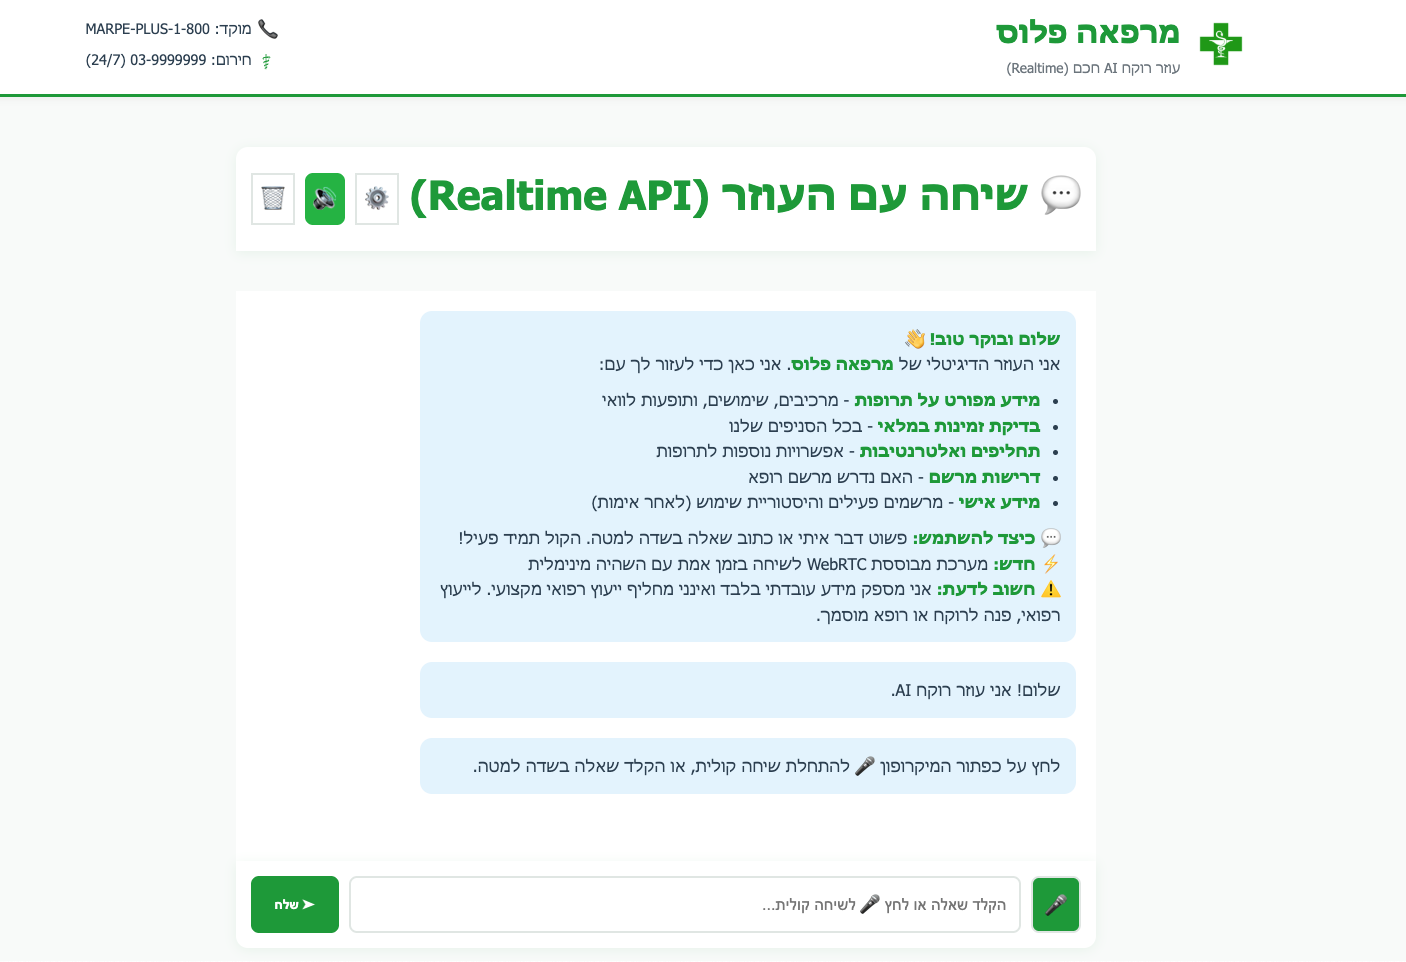 מרפאה פלוס
עוזר רוקח AI חכם (Realtime)
📞 מוקד: MARPE-PLUS-1-800
⚕️ חירום: 03-9999999 (24/7)
💬 שיחה עם העוזר (Realtime API)
שלום ובוקר טוב! 👋
אני העוזר הדיגיטלי של מרפאה פלוס. אני כאן כדי לעזור לך עם:
• מידע מפורט על תרופות - מרכיבים, שימושים, ותופעות לוואי
• בדיקת זמינות במלאי - בכל הסניפים שלנו
• תחליפים ואלטרנטיבות - אפשרויות נוספות לתרופות
• דרישות מרשם - האם נדרש מרשם רופא
• מידע אישי - מרשמים פעילים והיסטוריית שימוש (לאחר אימות)
💬 כיצד להשתמש: פשוט דבר איתי או כתוב שאלה בשדה למטה. הקול תמיד פעיל!
⚡ חדש: מערכת מבוססת WebRTC לשיחה בזמן אמת עם השהיה מינימלית
⚠️ חשוב לדעת: אני מספק מידע עובדתי בלבד ואינני מחליף ייעוץ רפואי מקצועי. לייעוץ
רפואי, פנה לרוקח או רופא מוסמך.
שלום! אני עוזר רוקח AI.
לחץ על כפתור המיקרופון 🎤 להתחלת שיחה קולית, או הקלד שאלה בשדה למטה.
הקלד שאלה או לחץ 🎤 לשיחה קולית...
➤ שלח